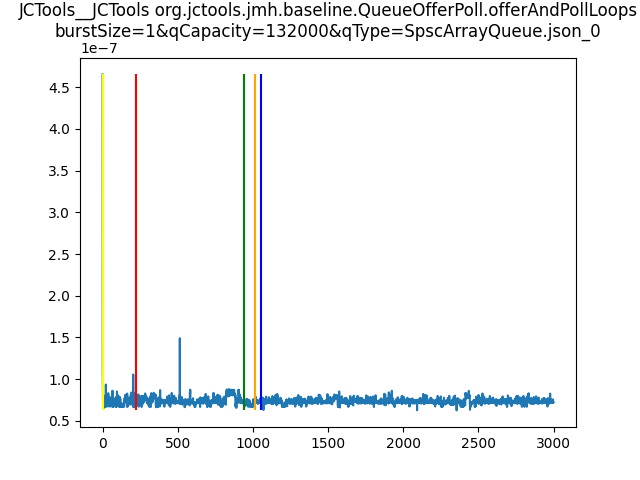 JCTools__JCTools org.jctools.jmh.baseline.QueueOfferPoll.offerAndPollLoops
burstSize=1&qCapacity=132000&qType=SpscArrayQueue.json_0
1e−7
4.5
4.0
3.5
3.0
2.5
2.0
1.5
1.0
0.5
0 500 1000 1500 2000 2500 3000